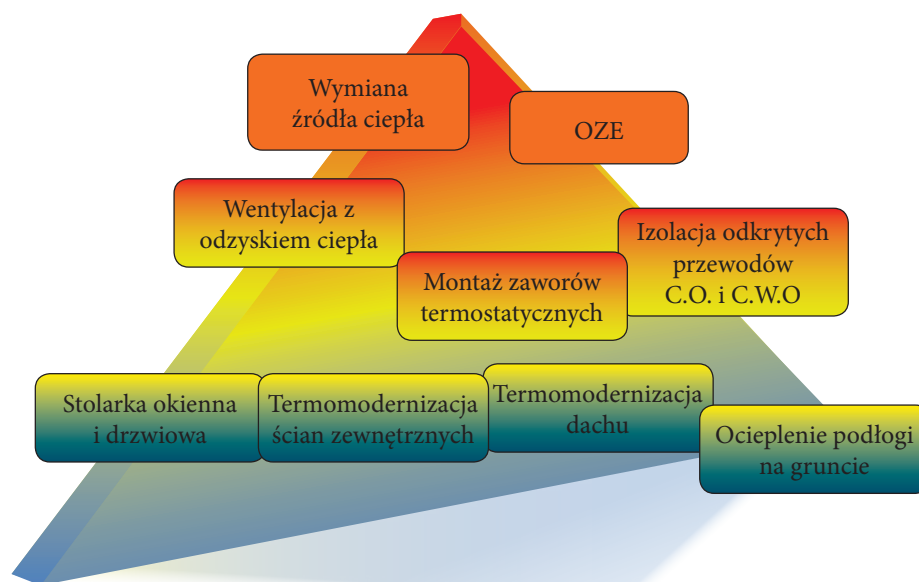 Wymiana
źródła ciepła
OZE
Wentylacja z
odzyskiem ciepła
Montaż zaworów
termostatycznych
Izolacja odkrytych
przewodów
C.O. i C.W.O
Stolarka okienna
i drzwiowa
Termomodernizacja
ścian zewnętrznych
Termomodernizacja
dachu
Ocieplenie podłogi
na gruncie